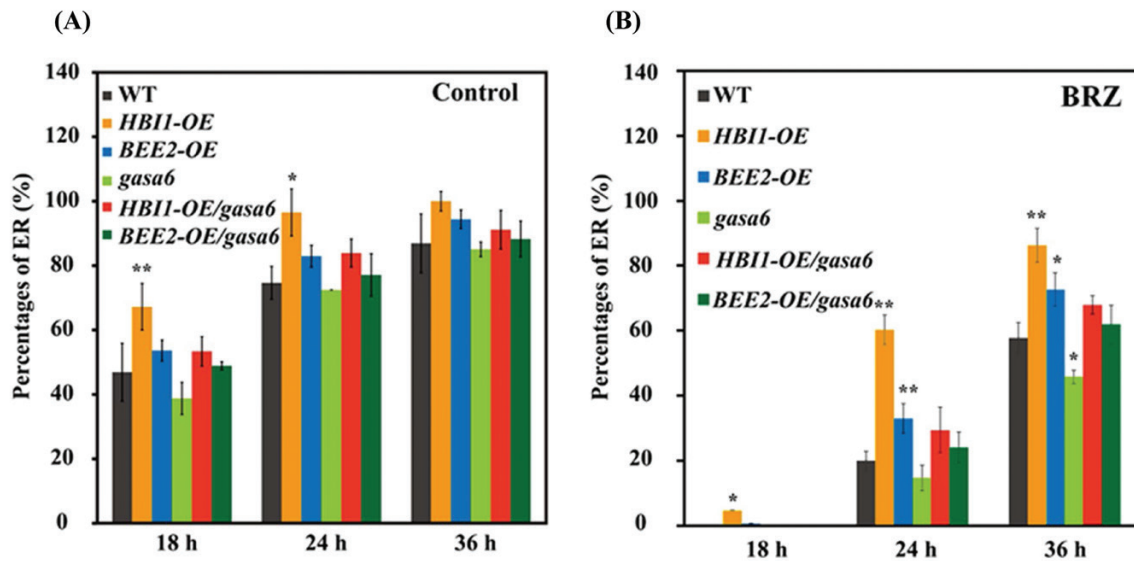 (A)
Percentages of ER (%)
140
120
100
80
60
40
20
0
Control
WT
HBI1-OE
BEE2-OE
gasa6
HBI1-OE/gasa6
BEE2-OE/gasa6
**
*
18 h
24 h
36 h
(B)
Percentages of ER (%)
140
120
100
80
60
40
20
0
BRZ
WT
HBI1-OE
BEE2-OE
gasa6
HBI1-OE/gasa6
BEE2-OE/gasa6
*
**
**
**
*
*
18 h
24 h
36 h